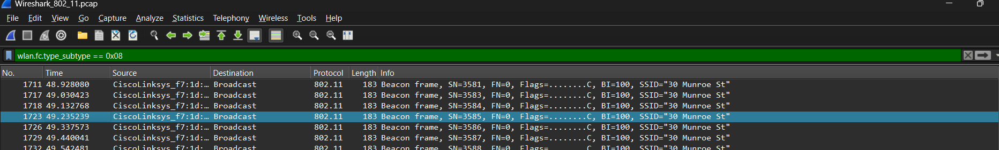 Wireshark_802_11.pcap
File Edit View Go Capture Analyze Statistics Telephony Wireless Tools Help
wlan.fc.type_subtype == 0x08
No. Time Source Destination Protocol Length Info
1711 48.928080 CiscoLinksys_f7:1d:… Broadcast 802.11 183 Beacon frame, SN=3581, FN=0, Flags=........C, BI=100, SSID="30 Munroe St"
1717 49.030423 CiscoLinksys_f7:1d:… Broadcast 802.11 183 Beacon frame, SN=3583, FN=0, Flags=........C, BI=100, SSID="30 Munroe St"
1718 49.132768 CiscoLinksys_f7:1d:… Broadcast 802.11 183 Beacon frame, SN=3584, FN=0, Flags=........C, BI=100, SSID="30 Munroe St"
1723 49.235239 CiscoLinksys_f7:1d:… Broadcast 802.11 183 Beacon frame, SN=3585, FN=0, Flags=........C, BI=100, SSID="30 Munroe St"
1726 49.337573 CiscoLinksys_f7:1d:… Broadcast 802.11 183 Beacon frame, SN=3586, FN=0, Flags=........C, BI=100, SSID="30 Munroe St"
1729 49.440041 CiscoLinksys_f7:1d:… Broadcast 802.11 183 Beacon frame, SN=3587, FN=0, Flags=........C, BI=100, SSID="30 Munroe St"
1732 49.542481 CiscoLinksys_f7:1d:… Broadcast 802.11 183 Beacon frame, SN=3588, FN=0, Flags=........C, BI=100, SSID="30 Munroe St"